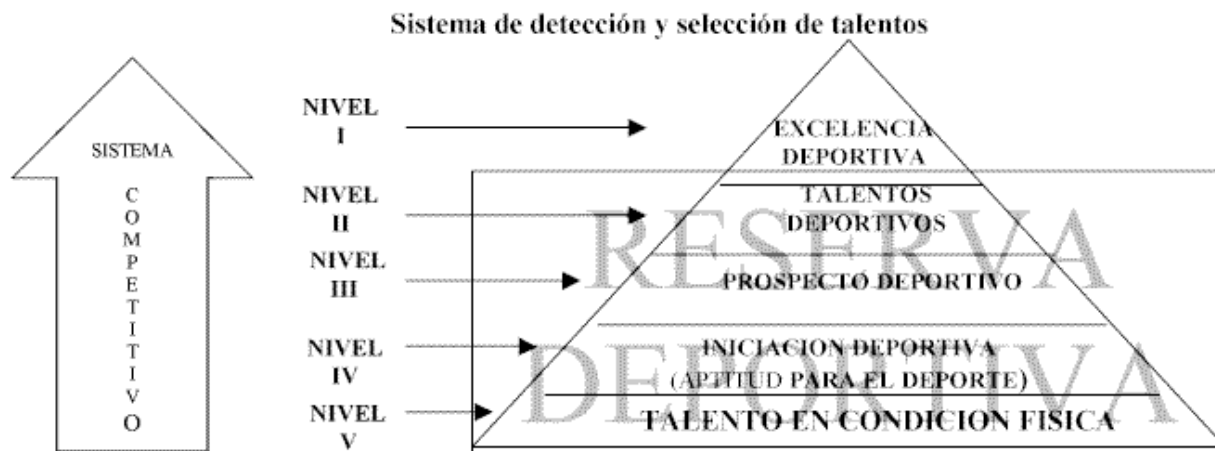 Sistema de detección y selección de talentos
SISTEMA
COMPETITIVO
NIVEL
I
EXCELENCIA
DEPORTIVA
NIVEL
II
TALENTOS
DEPORTIVOS
RESERVA
NIVEL
III
PROSPECTO DEPORTIVO
NIVEL
IV
INICIACION DEPORTIVA
(APTITUD PARA EL DEPORTE)
DEPORTIVA
NIVEL
V
TALENTO EN CONDICION FISICA